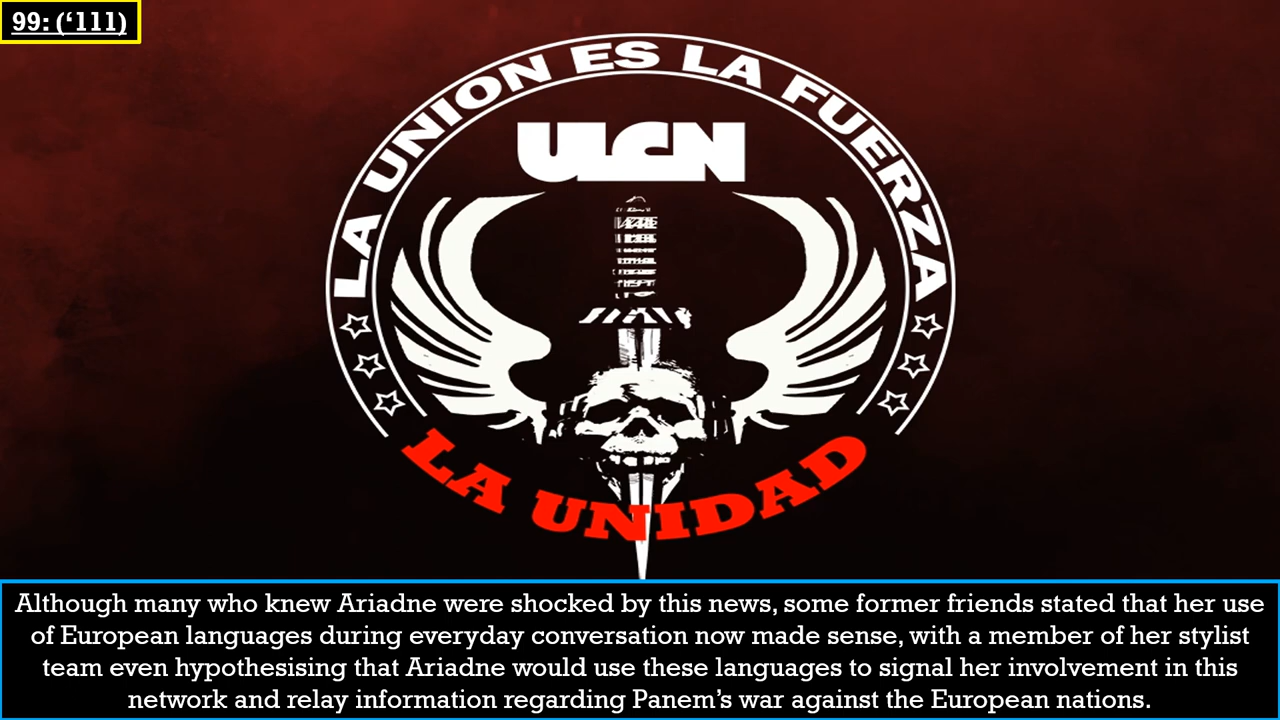 99: (‘111)
LA UNION ES LA FUERZA
UCN
LA UNIDAD
Although many who knew Ariadne were shocked by this news, some former friends stated that her use
of European languages during everyday conversation now made sense, with a member of her stylist
team even hypothesising that Ariadne would use these languages to signal her involvement in this
network and relay information regarding Panem’s war against the European nations.